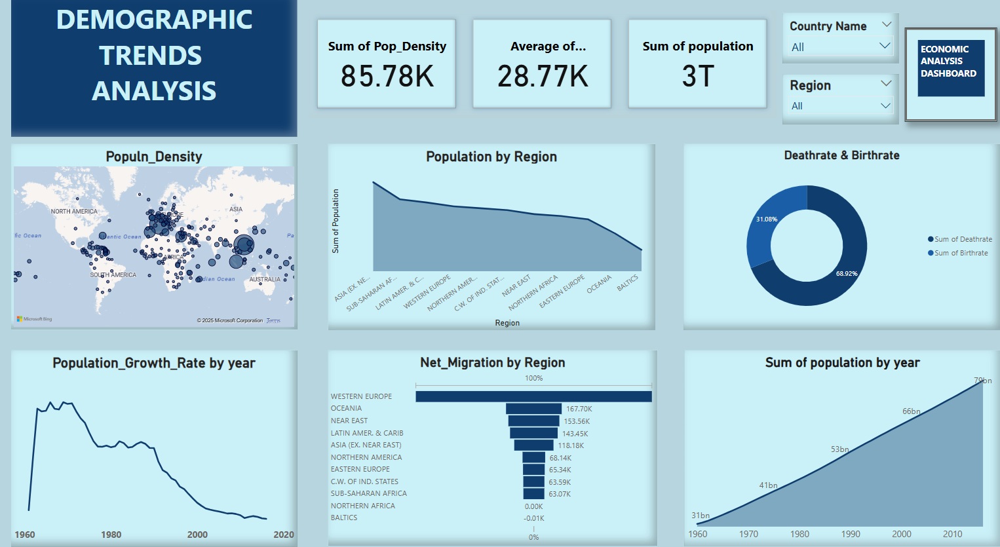 DEMOGRAPHIC
TRENDS
ANALYSIS
Sum of Pop_Density
85.78K
Average of...
28.77K
Sum of population
3T
Country Name
All
Region
All
ECONOMIC
ANALYSIS
DASHBOARD
Populn_Density
NORTH AMERICA
ASIA
fic Ocean
Atlantic Ocean
Pa
AFRICA
SOUTH AMERICA
dian Ocean
AUSTRALIA
Microsoft Bing
© 2025 Microsoft Corporation Terms
Population by Region
Sum of Population
ASIA (EX. NE...
SUB-SAHARAN AF...
LATIN AMER. & C...
WESTERN EUROPE
NORTHERN AMER...
C.W. OF IND. STAT...
NEAR EAST
NORTHERN AFRICA
EASTERN EUROPE
OCEANIA
BALTICS
Region
Deathrate & Birthrate
31.08%
68.92%
Sum of Deathrate
Sum of Birthrate
Population_Growth_Rate by year
1960
1980
2000
2020
Net_Migration by Region
100%
WESTERN EUROPE
OCEANIA 167.70K
NEAR EAST 153.56K
LATIN AMER. & CARIB 143.45K
ASIA (EX. NEAR EAST) 118.18K
NORTHERN AMERICA 68.14K
EASTERN EUROPE 65.34K
C.W. OF IND. STATES 63.59K
SUB-SAHARAN AFRICA 63.07K
NORTHERN AFRICA 0.00K
BALTICS -0.01K
0%
Sum of population by year
79bn
66bn
53bn
41bn
31bn
1960
1970
1980
1990
2000
2010